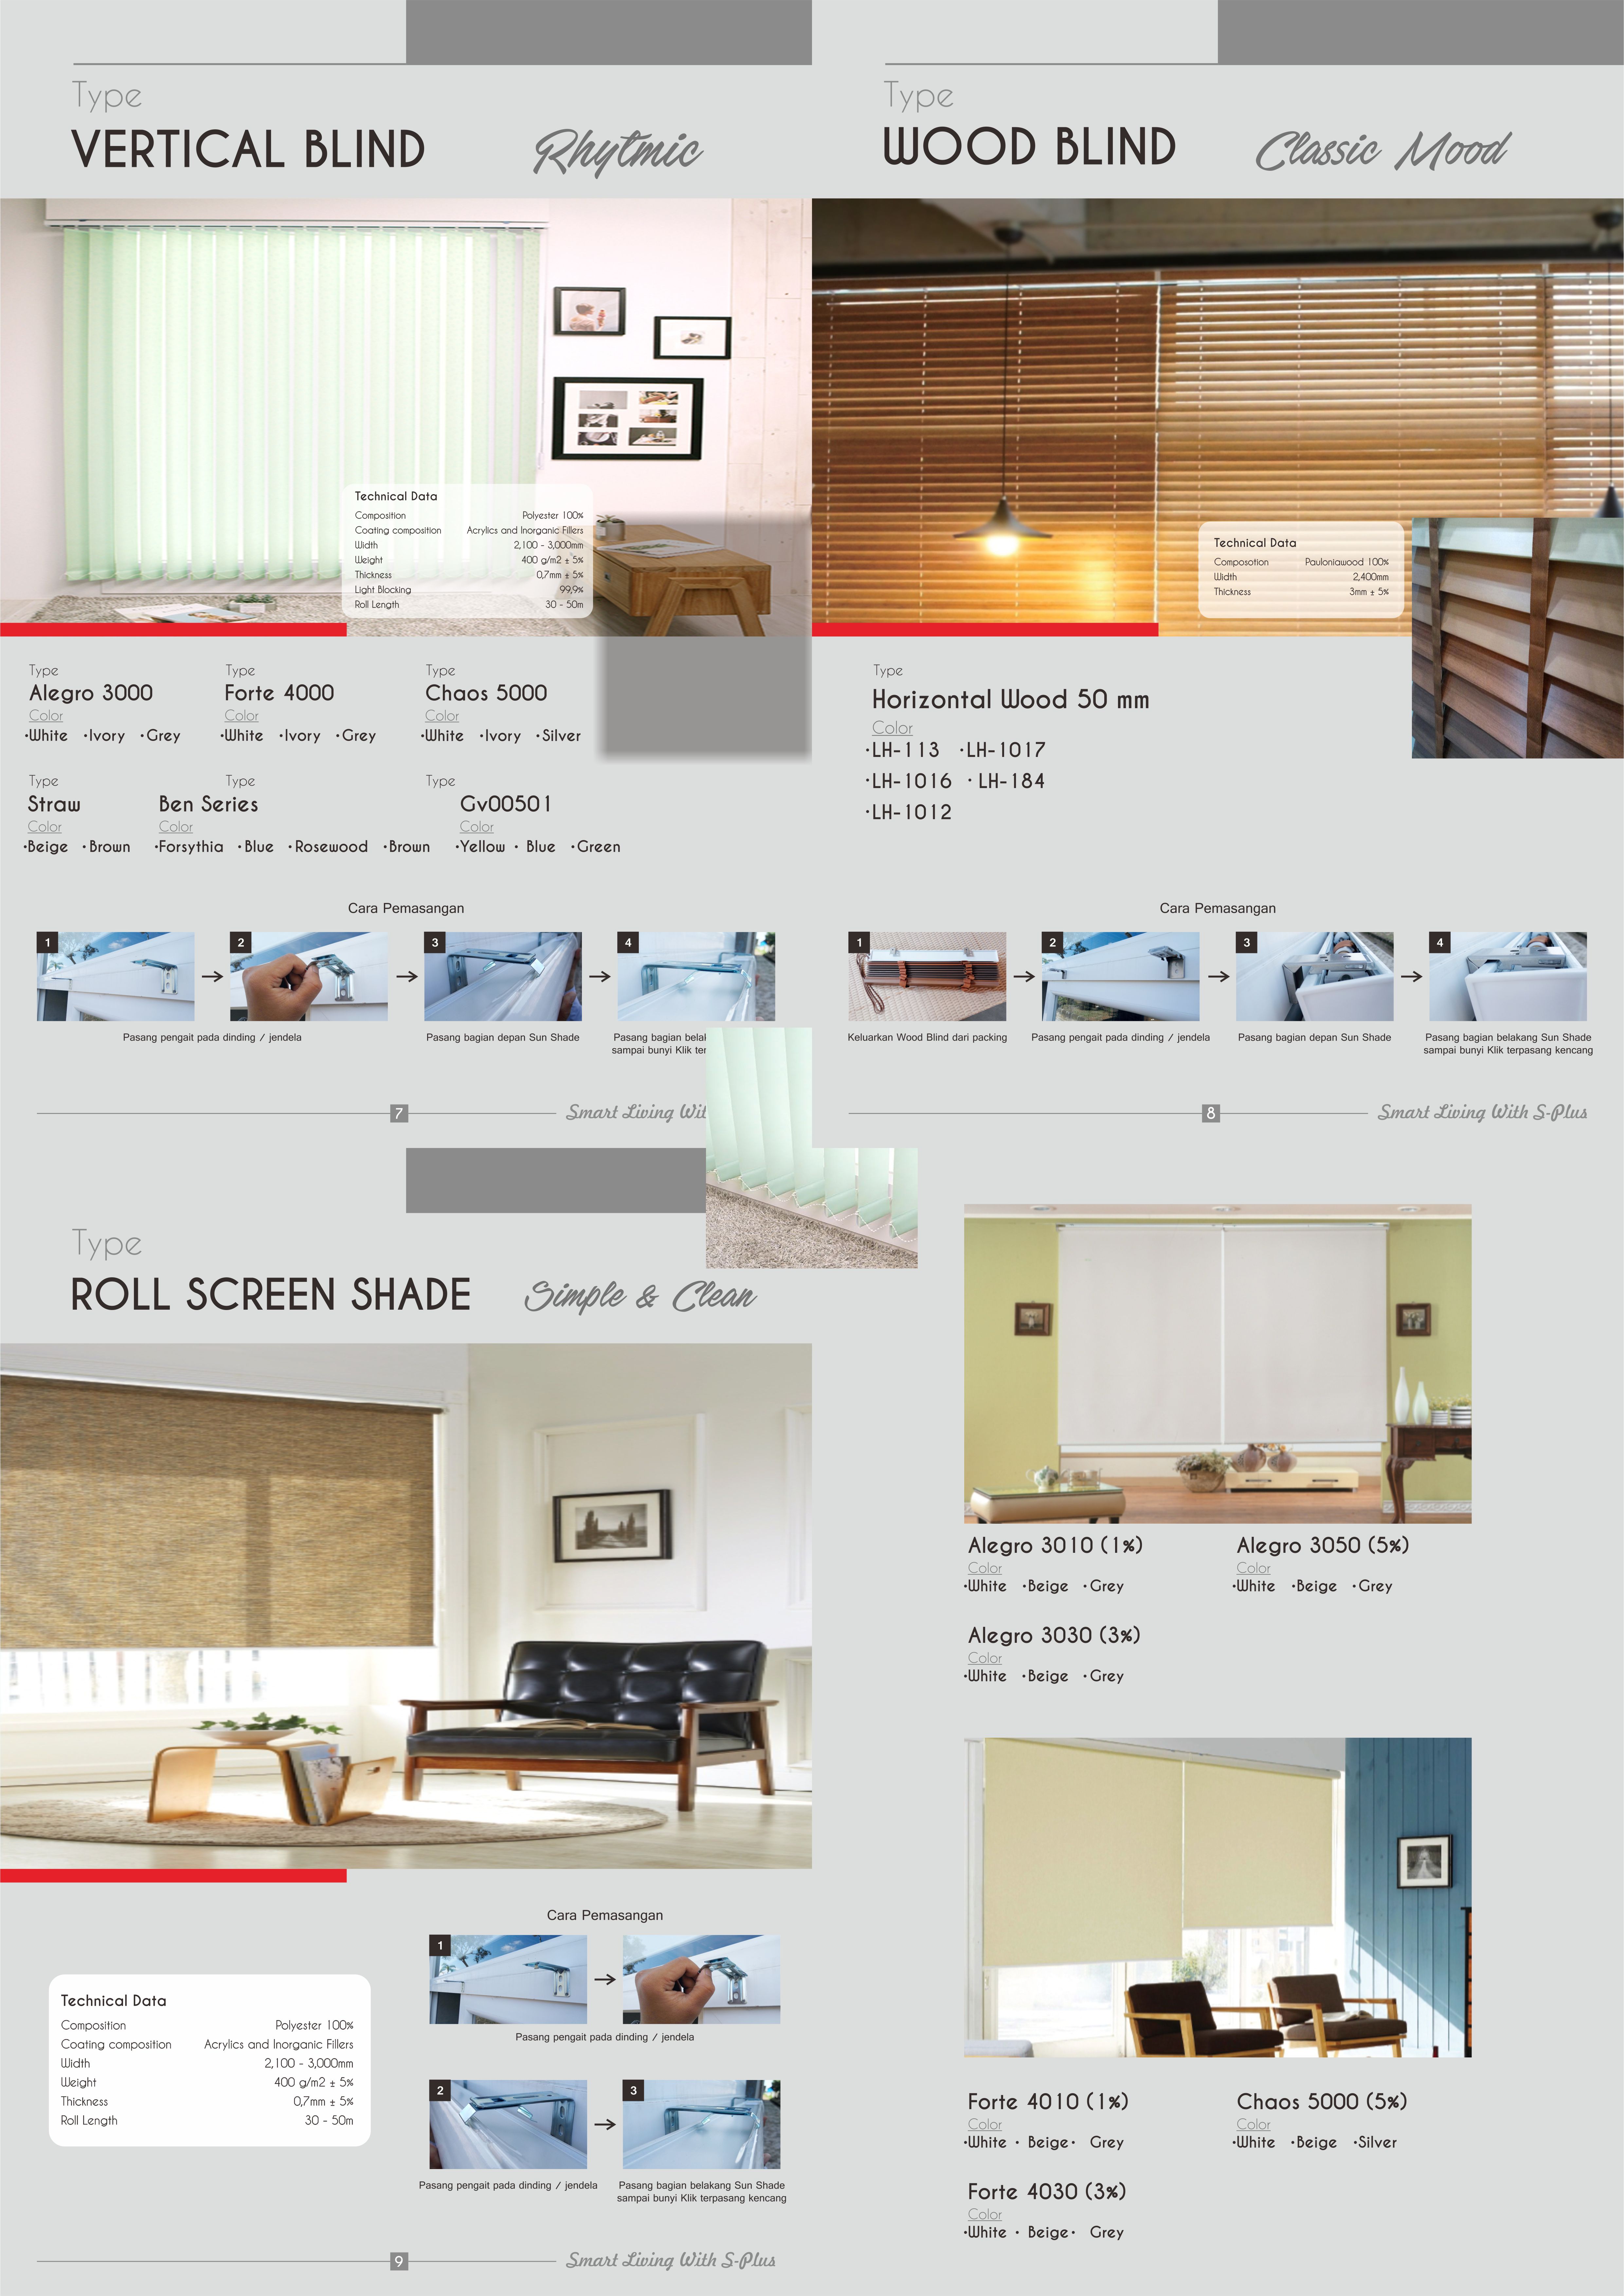 Type
VERTICAL BLIND
Rhytmic
Technical Data
Composition Polyester 100%
Coating composition Acrylics and Inorganic Fillers
Width 2,100 - 3,000mm
Weight 400 g/m2 ± 5%
Thickness 0,7mm ± 5%
Light Blocking 99,9%
Roll Length 30 - 50m
Type Type Type
Alegro 3000 Forte 4000 Chaos 5000
Color Color Color
•White •Ivory •Grey •White •Ivory •Grey •White •Ivory •Silver
Type Type Type
Straw Ben Series Gv00501
Color Color Color
•Beige •Brown •Forsythia •Blue •Rosewood •Brown •Yellow • Blue •Green
Cara Pemasangan
1 2 3 4
Pasang pengait pada dinding / jendela Pasang bagian depan Sun Shade Pasang bagian
sampai bunyi Klik
7 Smart Living
Type
WOOD BLIND
Classic Mood
Technical Data
Composotion Pauloniawood 100%
Width 2,400mm
Thickness 3mm ± 5%
Type
Horizontal Wood 50 mm
Color
•LH-113 •LH-1017
•LH-1016 • LH-184
•LH-1012
Cara Pemasangan
1 2 3 4
Keluarkan Wood Blind dari packing Pasang pengait pada dinding / jendela Pasang bagian depan Sun Shade Pasang bagian belakang Sun Shade
sampai bunyi Klik terpasang kencang
8 Smart Living With S-Plus
Type
ROLL SCREEN SHADE
Simple & Clean
Cara Pemasangan
1
Pasang pengait pada dinding / jendela
2 3
Pasang pengait pada dinding / jendela Pasang bagian belakang Sun Shade
sampai bunyi Klik terpasang kencang
Technical Data
Composition Polyester 100%
Coating composition Acrylics and Inorganic Fillers
Width 2,100 - 3,000mm
Weight 400 g/m2 ± 5%
Thickness 0,7mm ± 5%
Roll Length 30 - 50m
9 Smart Living With S-Plus
Alegro 3010 (1%) Alegro 3050 (5%)
Color Color
•White •Beige •Grey •White •Beige •Grey
Alegro 3030 (3%)
Color
•White •Beige •Grey
Forte 4010 (1%) Chaos 5000 (5%)
Color Color
•White • Beige• Grey •White •Beige •Silver
Forte 4030 (3%)
Color
•White • Beige• Grey